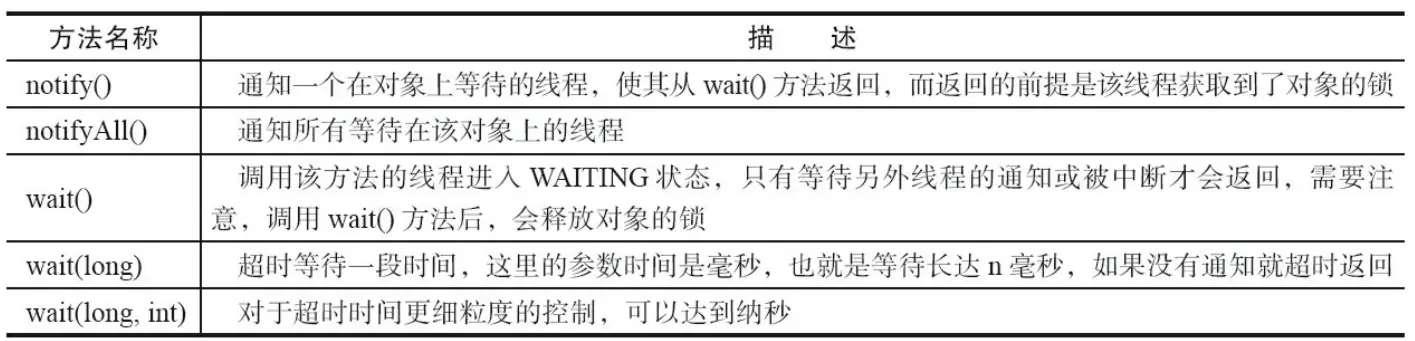 方法名称 描 述
notify() 通知一个在对象上等待的线程，使其从 wait() 方法返回，而返回的前提是该线程获取到了对象的锁
notifyAll() 通知所有等待在该对象上的线程
wait() 调用该方法的线程进入 WAITING 状态，只有等待另外线程的通知或被中断才会返回，需要注
意，调用 wait() 方法后，会释放对象的锁
wait(long) 超时等待一段时间，这里的参数时间是毫秒，也就是等待长达 n 毫秒，如果没有通知就超时返回
wait(long, int) 对于超时时间更细粒度的控制，可以达到纳秒